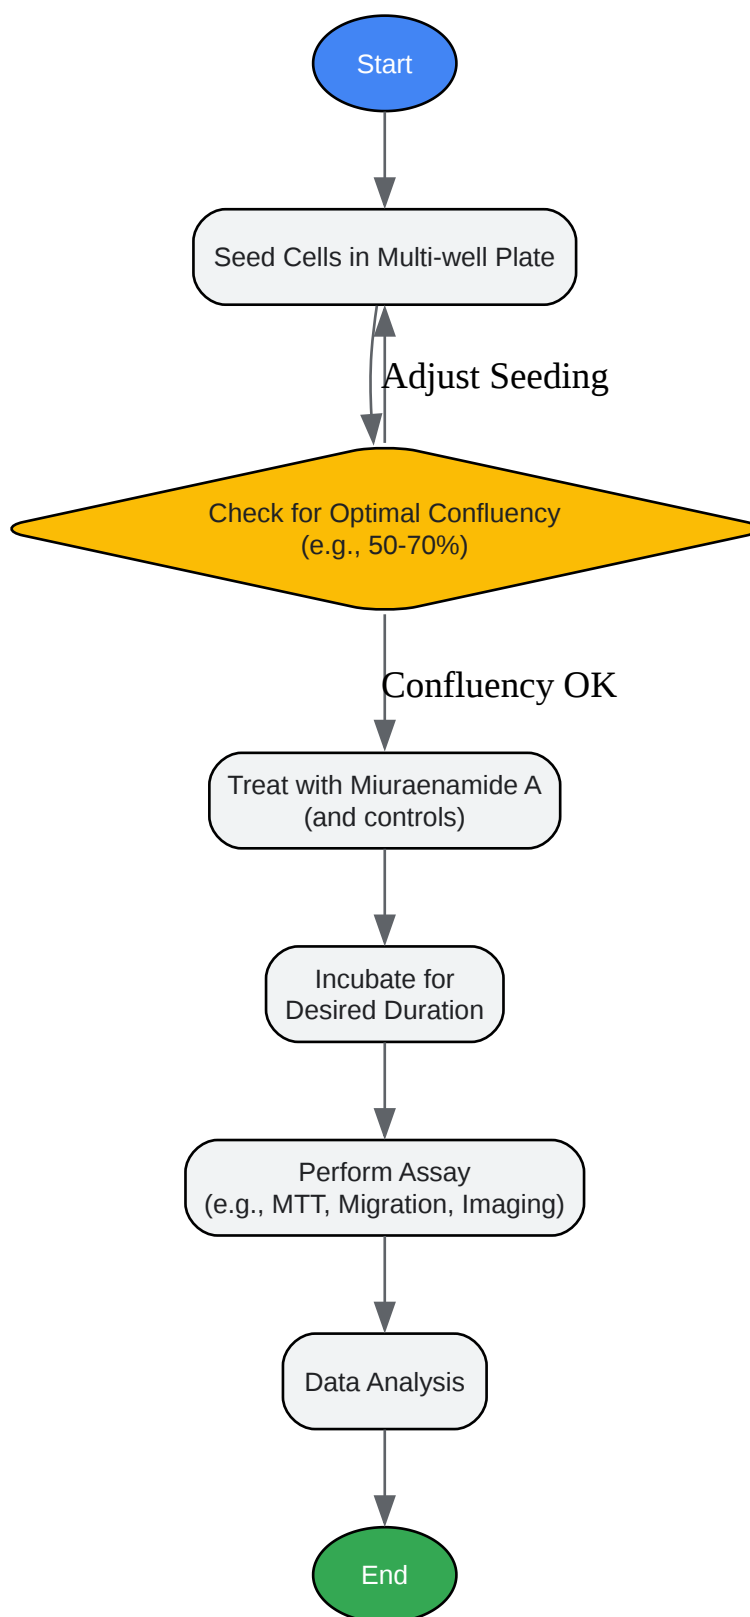 Start
Seed Cells in Multi-well Plate
Adjust Seeding
Check for Optimal Confluency
(e.g., 50-70%)
Confluency OK
Treat with Miuraenamide A
(and controls)
Incubate for
Desired Duration
Perform Assay
(e.g., MTT, Migration, Imaging)
Data Analysis
End